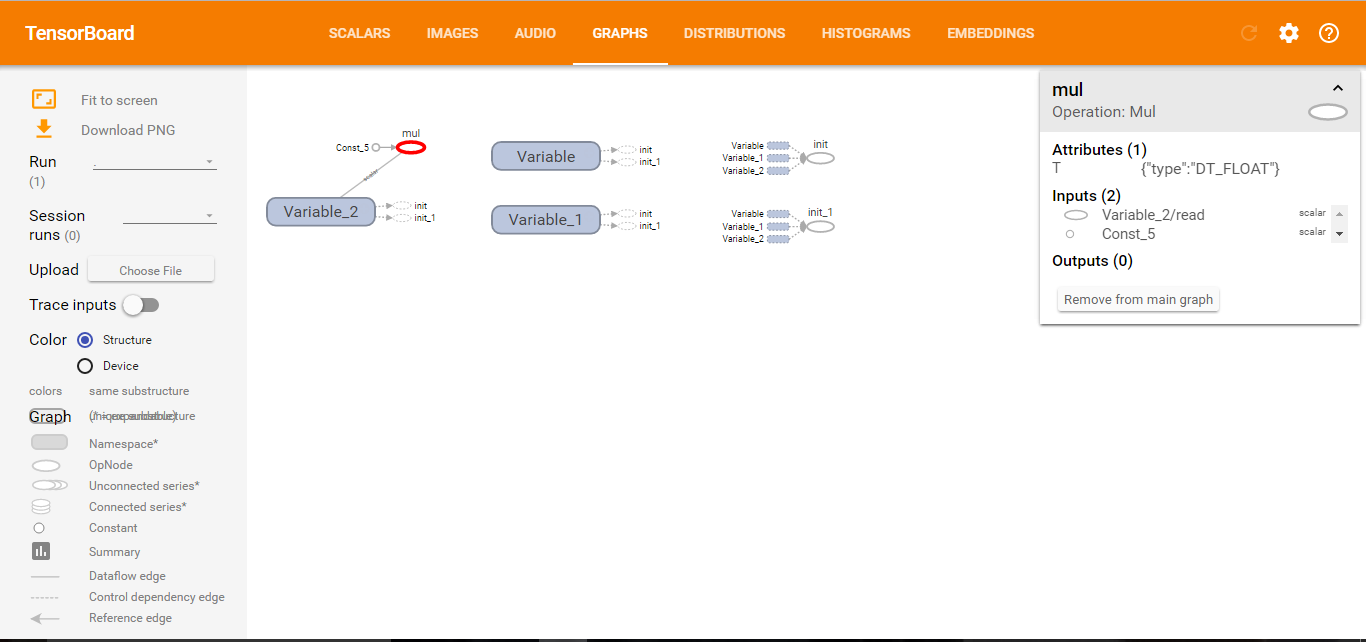 TensorBoard
SCALARS IMAGES AUDIO GRAPHS DISTRIBUTIONS HISTOGRAMS EMBEDDINGS
Fit to screen
Download PNG
Run
(1)
.
Session
runs (0)
Upload
Choose File
Trace inputs
Color
Structure
Device
colors
same substructure
Graph
Namespace*
OpNode
Unconnected series*
Connected series*
Constant
Summary
Dataflow edge
Control dependency edge
Reference edge
mul
Const_5
scalar
Variable_2
init
init_1
Variable
init
init_1
Variable_1
init
init_1
init
Variable
Variable_1
Variable_2
init_1
Variable
Variable_1
Variable_2
mul
Operation: Mul
Attributes (1)
T {"type":"DT_FLOAT"}
Inputs (2)
Variable_2/read scalar
Const_5 scalar
Outputs (0)
Remove from main graph